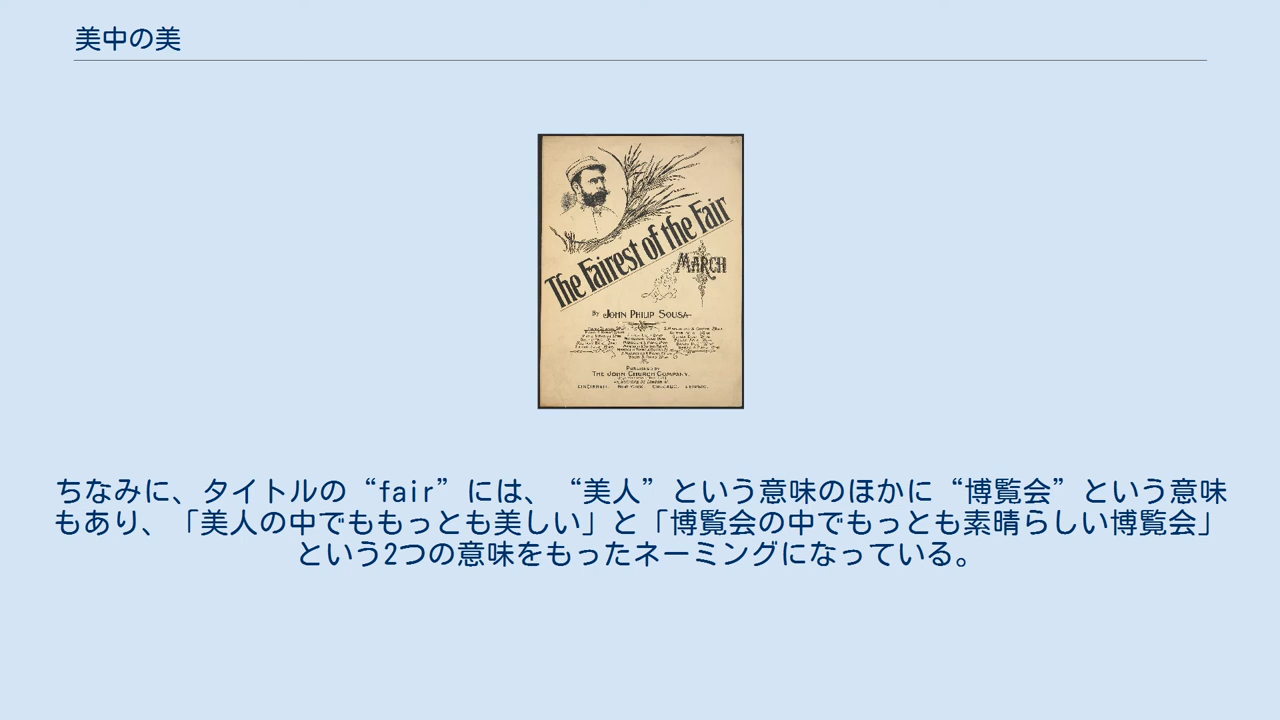 美中の美
The Fairest of the Fair
MARCH
By JOHN PHILIP SOUSA
PUBLISHED BY
THE JOHN CHURCH COMPANY.
ちなみに、タイトルの“fair”には、“美人”という意味のほかに“博覧会”という意味
もあり、「美人の中でももっとも美しい」と「博覧会の中でもっとも素晴らしい博覧会」
という2つの意味をもったネーミングになっている。